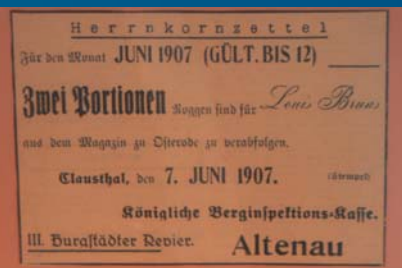 Herrnkornzettel
Für den Monat JUNI 1907 (GÜLT. BIS 12)
Zwei Portionen Roggen sind für Louis Bruns
aus dem Magazin zu Osterode zu verabfolgen.
Clausthal, den 7. JUNI 1907. (Stempel)
Königliche Berginspektions-Kasse.
III. Burgstädter Revier. Altenau